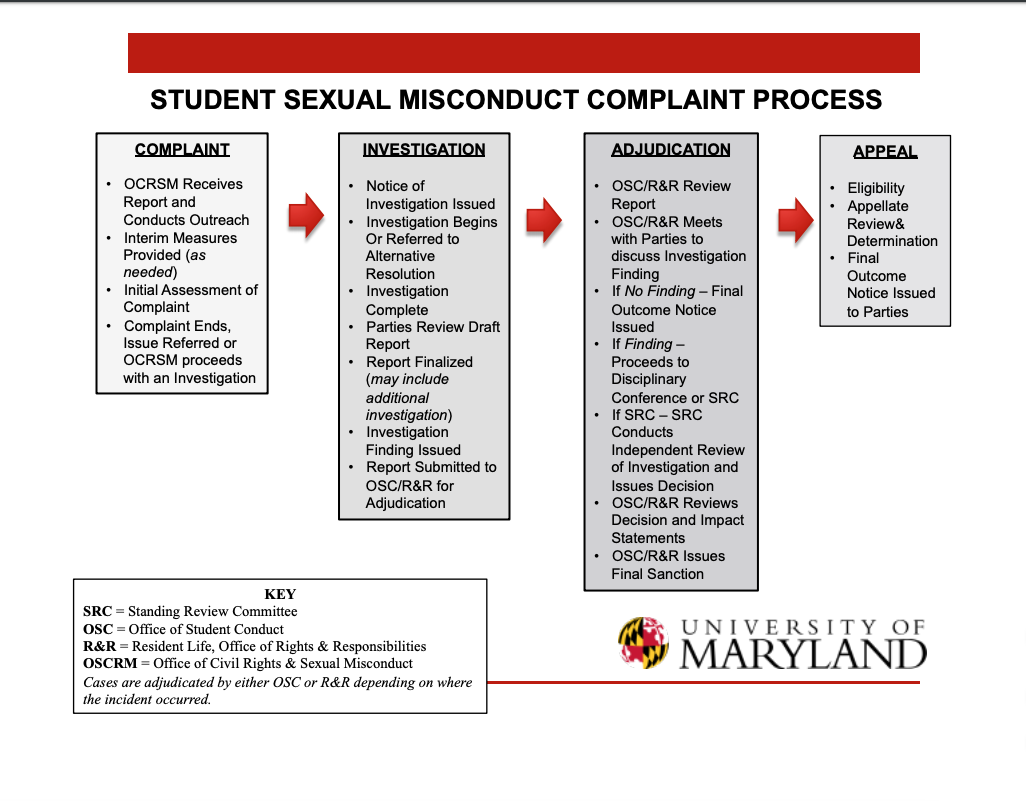 STUDENT SEXUAL MISCONDUCT COMPLAINT PROCESS
COMPLAINT
• OCRSM Receives
Report and
Conducts Outreach
• Interim Measures
Provided (as
needed)
• Initial Assessment of
Complaint
• Complaint Ends,
Issue Referred or
OCRSM proceeds
with an Investigation
INVESTIGATION
• Notice of
Investigation Issued
• Investigation Begins
Or Referred to
Alternative
Resolution
• Investigation
Complete
• Parties Review Draft
Report
• Report Finalized
(may include
additional
investigation)
• Investigation
Finding Issued
• Report Submitted to
OSC/R&R for
Adjudication
ADJUDICATION
• OSC/R&R Review
Report
• OSC/R&R Meets
with Parties to
discuss Investigation
Finding
• If No Finding – Final
Outcome Notice
Issued
• If Finding –
Proceeds to
Disciplinary
Conference or SRC
• If SRC – SRC
Conducts
Independent Review
of Investigation and
Issues Decision
• OSC/R&R Reviews
Decision and Impact
Statements
• OSC/R&R Issues
Final Sanction
APPEAL
• Eligibility
• Appellate
Review&
Determination
• Final
Outcome
Notice Issued
to Parties
KEY
SRC = Standing Review Committee
OSC = Office of Student Conduct
R&R = Resident Life, Office of Rights & Responsibilities
OSCRM = Office of Civil Rights & Sexual Misconduct
Cases are adjudicated by either OSC or R&R depending on where
the incident occurred.
UNIVERSITY OF
MARYLAND